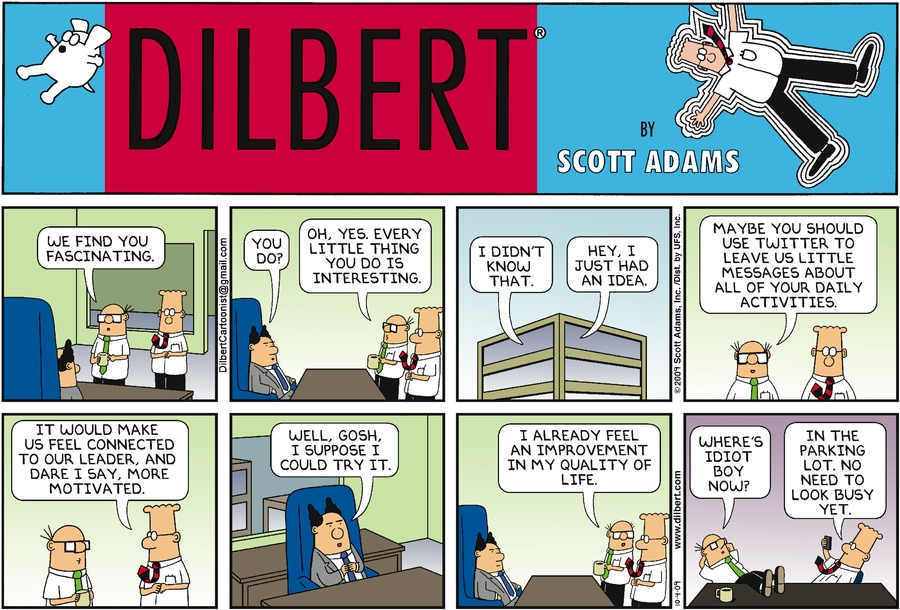 DILBERT®
BY
SCOTT ADAMS
WE FIND YOU
FASCINATING.
DilbertCartoonist@gmail.com
YOU
DO?
OH, YES. EVERY
LITTLE THING
YOU DO IS
INTERESTING.
I DIDN'T
KNOW
THAT.
HEY, I
JUST HAD
AN IDEA.
©2009 Scott Adams, Inc./Dist. by UFS, Inc.
MAYBE YOU SHOULD
USE TWITTER TO
LEAVE US LITTLE
MESSAGES ABOUT
ALL OF YOUR DAILY
ACTIVITIES.
IT WOULD MAKE
US FEEL CONNECTED
TO OUR LEADER, AND
DARE I SAY, MORE
MOTIVATED.
WELL, GOSH,
I SUPPOSE I
COULD TRY IT.
I ALREADY FEEL
AN IMPROVEMENT
IN MY QUALITY OF
LIFE.
10-4-09 www.dilbert.com
WHERE'S
IDIOT
BOY
NOW?
IN THE
PARKING
LOT. NO
NEED TO
LOOK BUSY
YET.